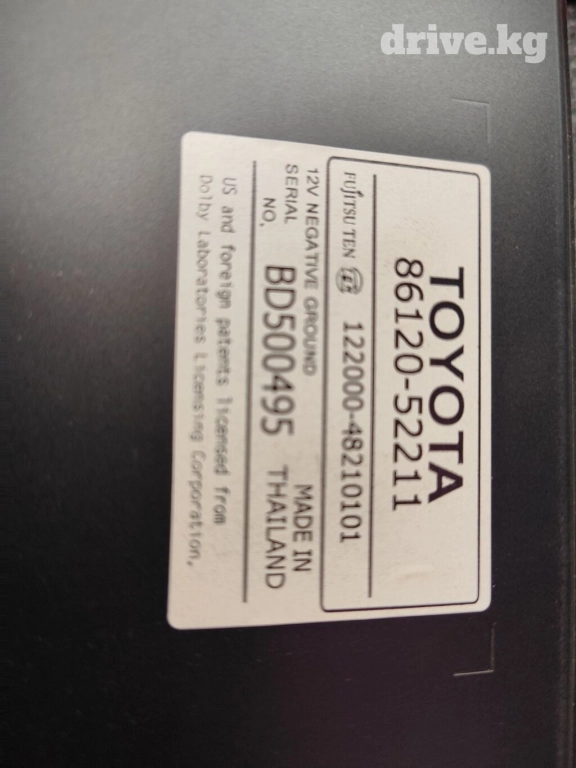 drive.kg
TOYOTA
86120-52211
FUJITSU TEN TEN 122000-48210101
12V NEGATIVE GROUND
SERIAL NO. BD500495
MADE IN THAILAND
US and foreign patents licensed from
Dolby Laboratories Licensing Corporation.